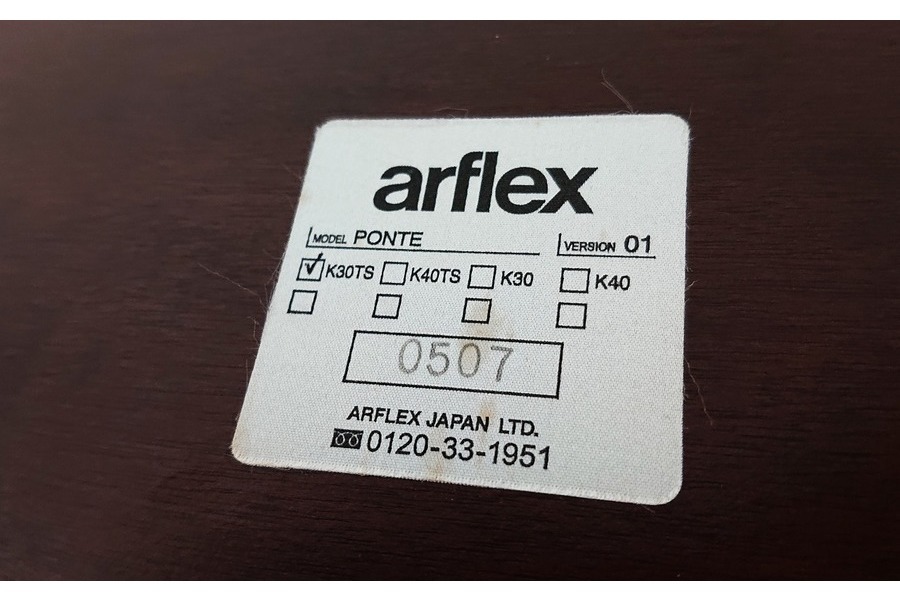 arflex
MODEL PONTE VERSION 01
K30TS K40TS K30 K40
0507
ARFLEX JAPAN LTD.
0120-33-1951